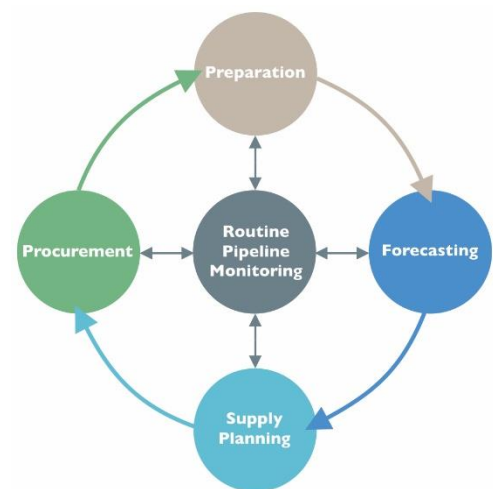 Preparation
Procurement
Routine
Pipeline
Monitoring
Forecasting
Supply
Planning